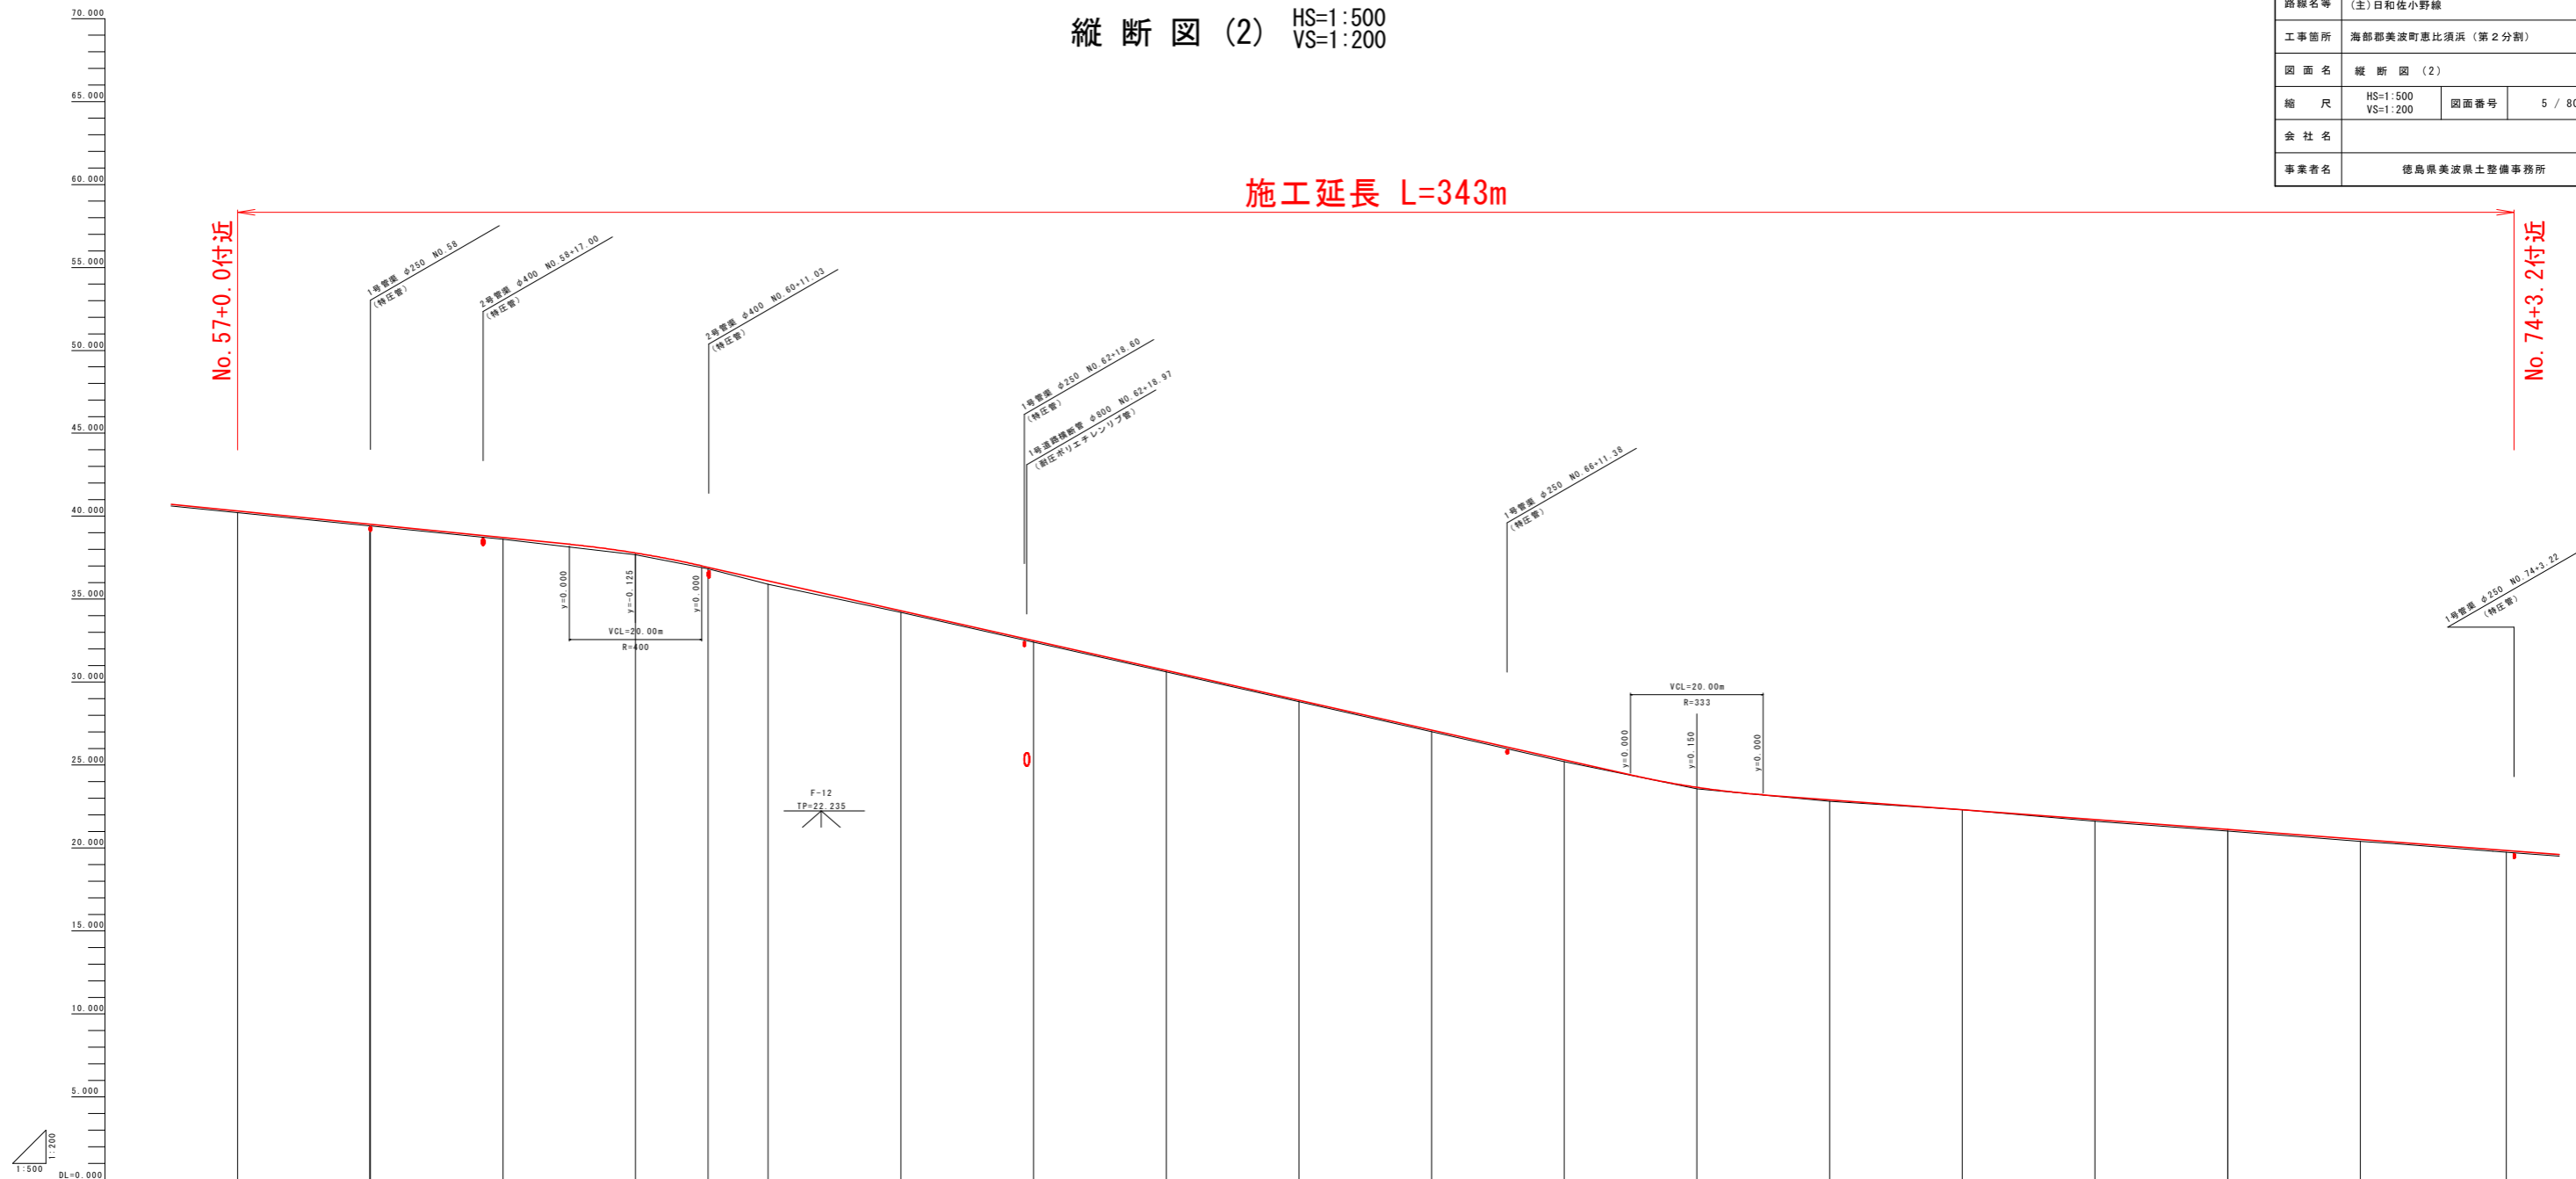 縦断図 (2) HS=1:500
VS=1:200
路線名等 (主)日和佐小野線
工事箇所 海部郡美波町恵比須浜 (第2分割)
図面名 縦断図 (2)
縮尺 HS=1:500
VS=1:200
図面番号 5 / 80
会社名
事業者名 徳島県美波県土整備事務所
施工延長 L=343m
No.57+0.0付近
No.74+3.2付近
1号管渠 φ250 NO.58
(特圧管)
2号管渠 φ400 NO.58+17.00
(特圧管)
2号管渠 φ400 NO.60+11.03
(特圧管)
1号管渠 φ250 NO.62+18.60
(特圧管)
1号道路横断管 φ800 NO.62+18.97
(耐圧ポリエチレンリブ管)
1号管渠 φ250 NO.66+11.38
(特圧管)
1号管渠 φ250 NO.74+3.22
(特圧管)
y=0.000
y=-0.125
y=0.000
VCL=20.00m
R=400
VCL=20.00m
R=333
y=0.000
y=0.150
y=0.000
F-12
TP=22.235
70.000
65.000
60.000
55.000
50.000
45.000
40.000
35.000
30.000
25.000
20.000
15.000
10.000
5.000
DL=0.000
1:200
1:500